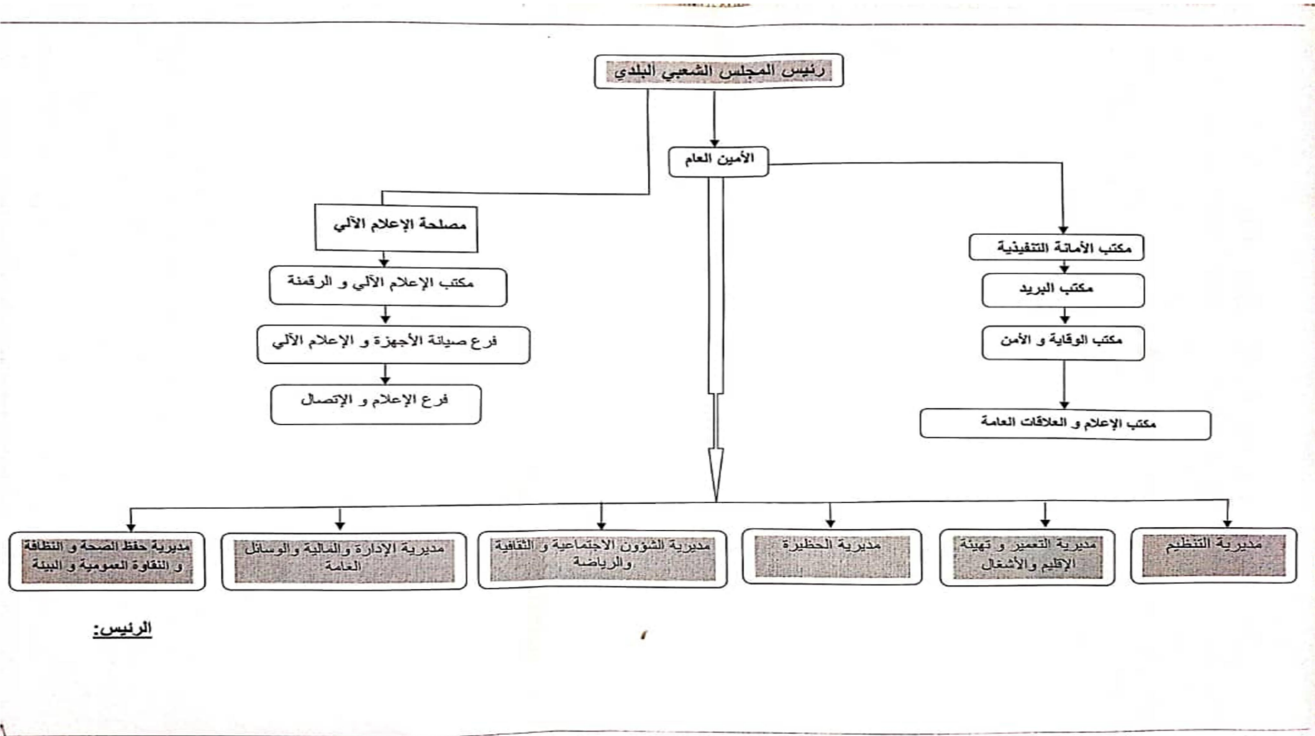 رئيس المجلس الشعبي البلدي
الأمين العام
مصلحة الإعلام الآلي
مكتب الأمانة التنفيذية
مكتب الإعلام الآلي و الرقمنة
مكتب البريد
فرع صيانة الأجهزة و الإعلام الآلي
مكتب الوقاية و الأمن
فرع الإعلام و الإتصال
مكتب الإعلام و العلاقات العامة
مديرية التنظيم
مديرية التعمير و تهيئة
الإقليم والأشغال
مديرية الحظيرة
مديرية الشؤون الاجتماعية و الثقافية
والرياضة
مديرية الإدارة والمالية والوسائل
العامة
مديرية حفظ الصحة و النظافة
و النقاوة العمومية و البيئة
الرئيس: